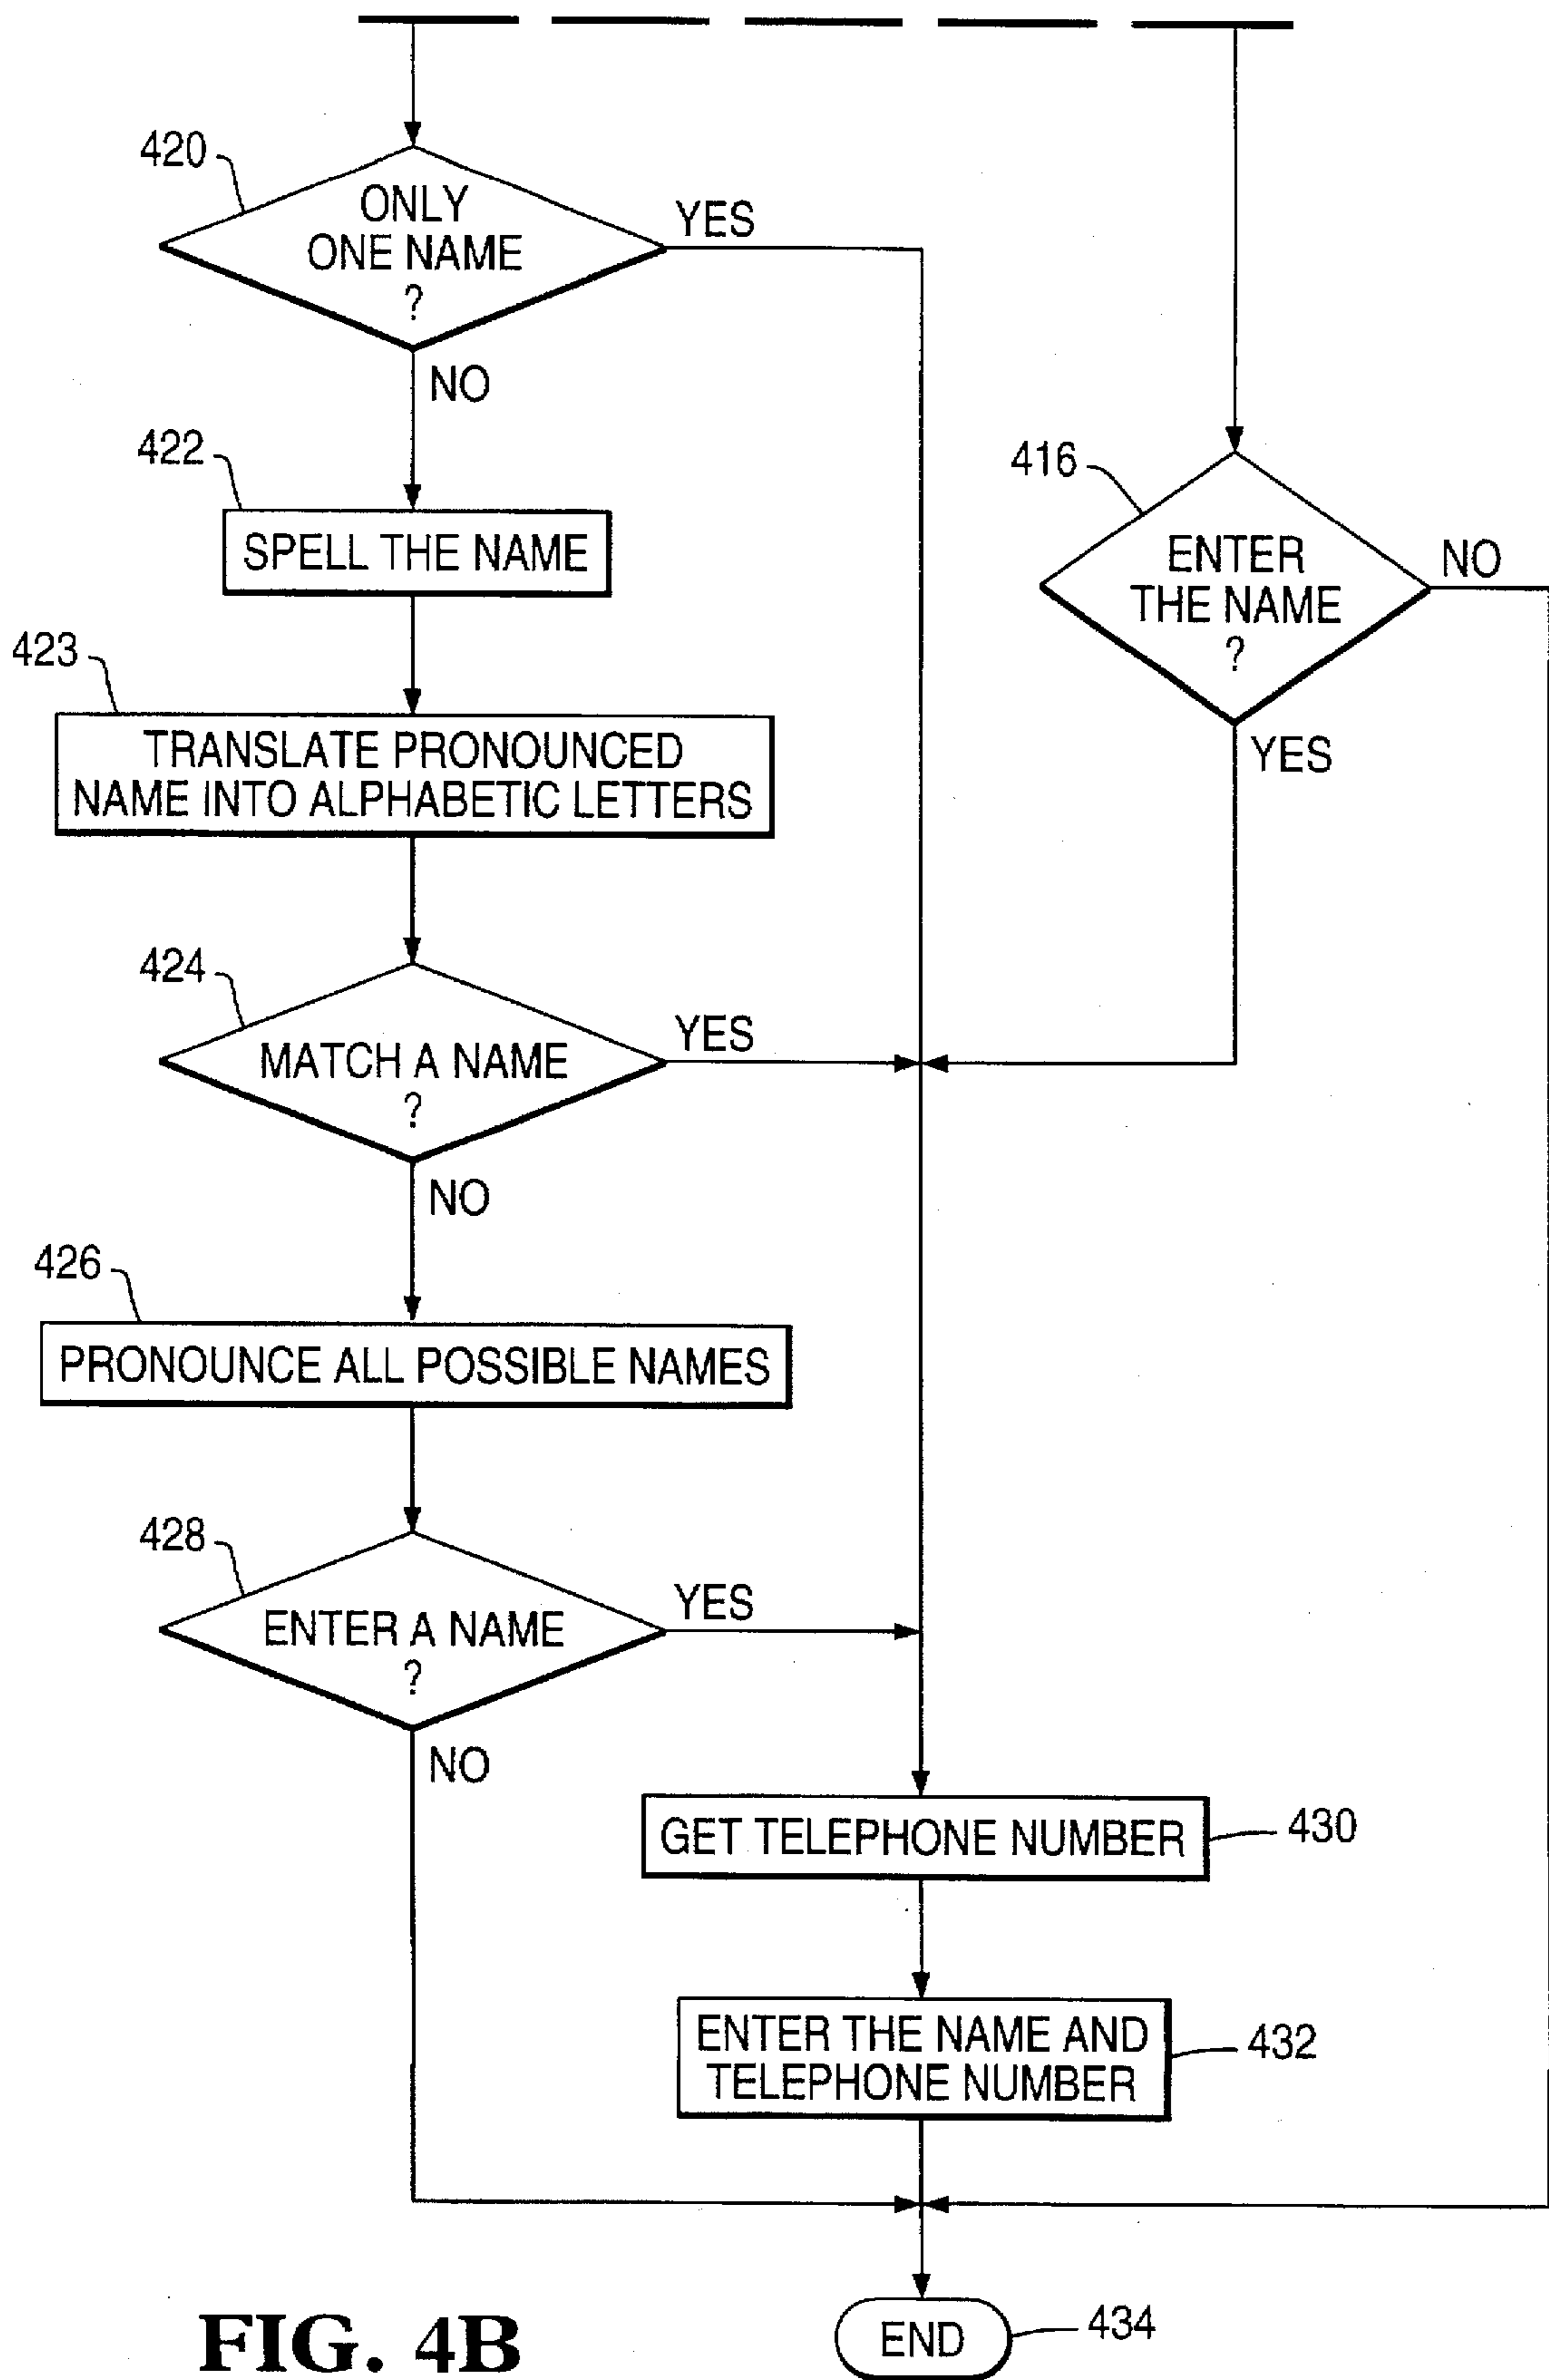 420
ONLY
ONE NAME
?
YES
NO
422
SPELL THE NAME
416
ENTER
THE NAME
?
NO
YES
423
TRANSLATE PRONOUNCED
NAME INTO ALPHABETIC LETTERS
424
MATCH A NAME
?
YES
NO
426
PRONOUNCE ALL POSSIBLE NAMES
428
ENTER A NAME
?
YES
NO
GET TELEPHONE NUMBER
430
ENTER THE NAME AND
TELEPHONE NUMBER
432
END
434
FIG. 4B